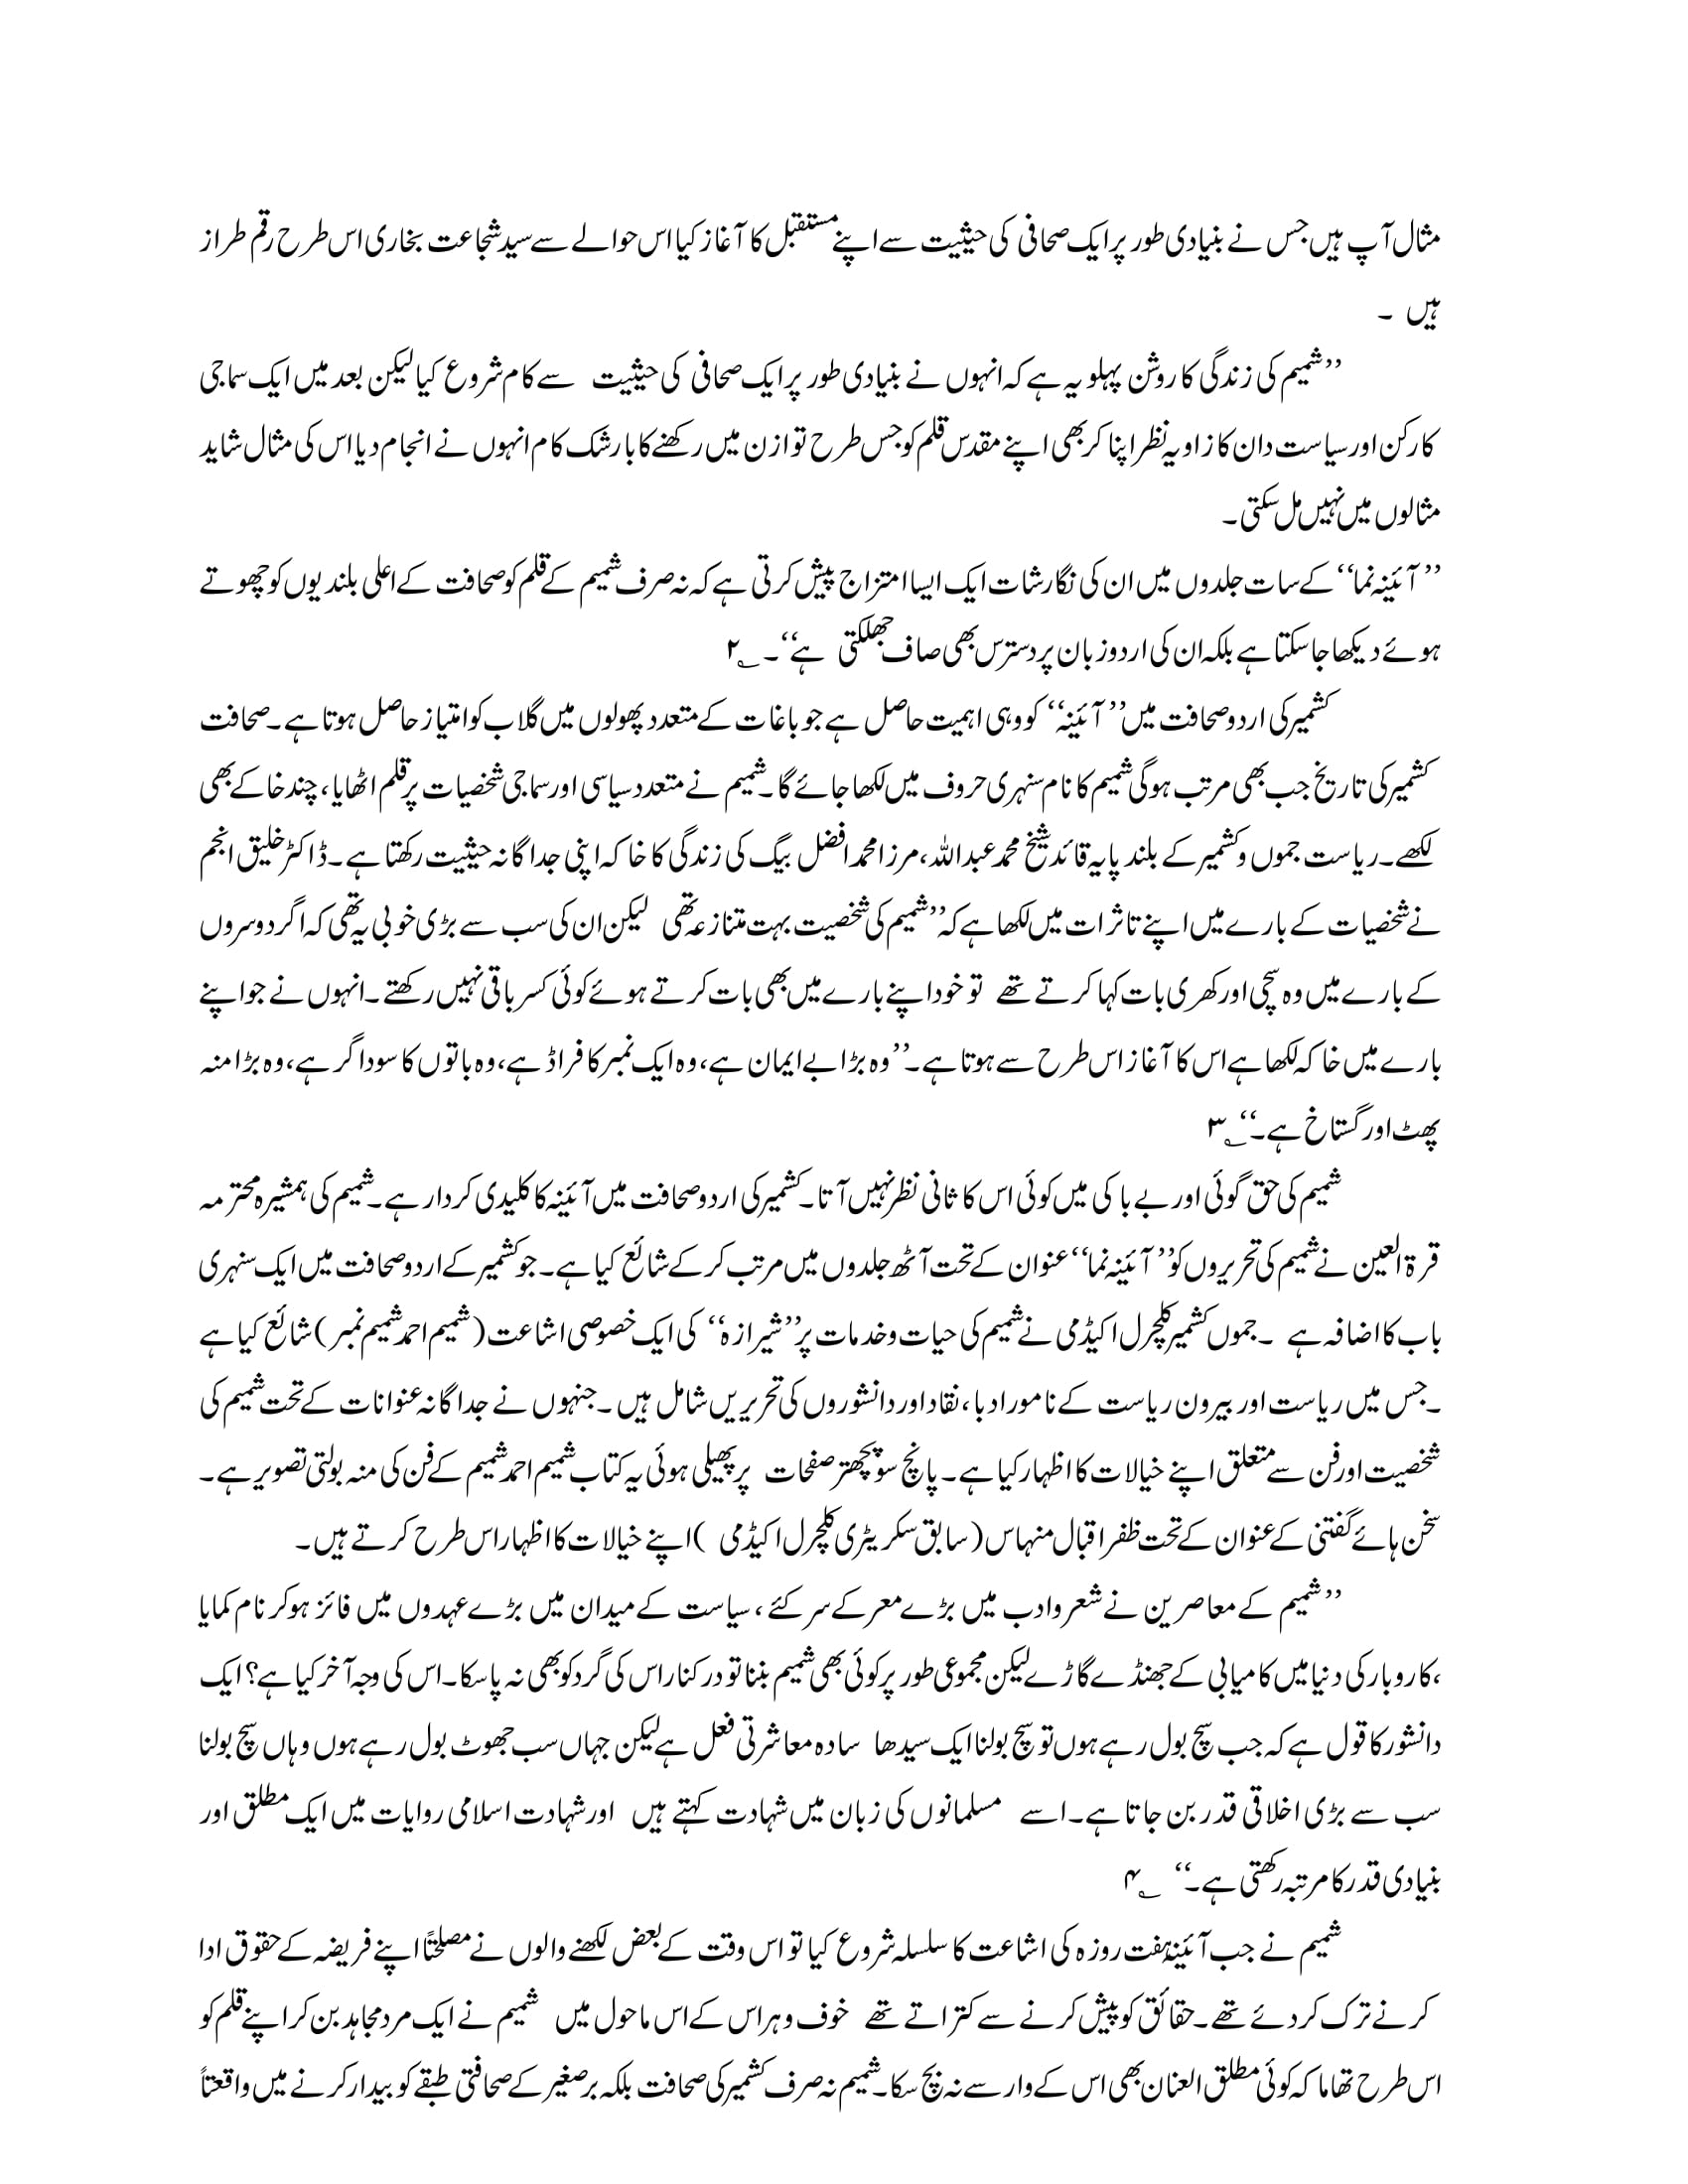 مثال آپ ہیں جس نے بنیادی طور پر ایک صحافی کی حیثیت سے اپنے مستقبل کا آغاز کیا اس حوالے سے سید شجاعت بخاری اس طرح رقم طراز
ہیں ۔
’’شمیم کی زندگی کا روشن پہلو یہ ہے کہ انہوں نے بنیادی طور پر ایک صحافی کی حیثیت سے کام شروع کیا لیکن بعد میں ایک سماجی
کارکن اور سیاست دان کا زاویہ نظر اپنا کر بھی اپنے مقدس قلم کو جس طرح توازن میں رکھنے کا بارشک کام انہوں نے انجام دیا اس کی مثال شاید
مثالوں میں نہیں مل سکتی۔
’’آئینہ نما‘‘ کے سات جلدوں میں ان کی نگارشات ایک ایسا امتزاج پیش کرتی ہے کہ نہ صرف شمیم کے قلم کو صحافت کے اعلی بلندیوں کو چھوتے
ہوئے دیکھا جا سکتا ہے بلکہ ان کی اردو زبان پر دسترس بھی صاف جھلکتی ہے‘‘۔ ۲؂
کشمیر کی اردو صحافت میں ’’آئینہ‘‘ کو وہی اہمیت حاصل ہے جو باغات کے متعدد پھولوں میں گلاب کو امتیاز حاصل ہوتا ہے۔صحافت
کشمیر کی تاریخ جب بھی مرتب ہوگی شمیم کا نام سنہری حروف میں لکھا جائے گا۔شمیم نے متعدد سیاسی اور سماجی شخصیات پر قلم اٹھایا، چند خاکے بھی
لکھے۔ریاست جموں و کشمیر کے بلند پایہ قائد شیخ محمد عبداللہ، مرزا محمد افضل بیگ کی زندگی کا خاکہ اپنی جداگانہ حیثیت رکھتا ہے۔ڈاکٹر خلیق انجم
نے شخصیات کے بارے میں اپنے تاثرات میں لکھا ہے کہ ’’شمیم کی شخصیت بہت متنازعہ تھی لیکن ان کی سب سے بڑی خوبی یہ تھی کہ اگر دوسروں
کے بارے میں وہ سچی اور کھری بات کہا کرتے تھے تو خود اپنے بارے میں بھی بات کرتے ہوئے کوئی کسر باقی نہیں رکھتے۔انہوں نے جو اپنے
بارے میں خاکہ لکھا ہے اس کا آغاز اس طرح سے ہوتا ہے۔’’وہ بڑا بے ایمان ہے، وہ ایک نمبر کا فراڈ ہے، وہ باتوں کا سوداگر ہے، وہ بڑا منہ
پھٹ اور گستاخ ہے۔‘‘ ۳؂
شمیم کی حق گوئی اور بے باکی میں کوئی اس کا ثانی نظر نہیں آتا۔کشمیر کی اردو صحافت میں آئینہ کا کلیدی کردار ہے۔شمیم کی ہمشیرہ محترمہ
قرۃ العین نے شمیم کی تحریروں کو ’’آئینہ نما‘‘ عنوان کے تحت آٹھ جلدوں میں مرتب کر کے شائع کیا ہے۔ جو کشمیر کے اردو صحافت میں ایک سنہری
باب کا اضافہ ہے ۔جموں کشمیر کلچرل اکیڈمی نے شمیم کی حیات و خدمات پر ’’شیرازہ‘‘ کی ایک خصوصی اشاعت (شمیم احمد شمیم نمبر) شائع کیا ہے
۔جس میں ریاست اور بیرون ریاست کے نامور ادبا، نقاد اور دانشوروں کی تحریریں شامل ہیں۔ جنہوں نے جداگانہ عنوانات کے تحت شمیم کی
شخصیت اور فن سے متعلق اپنے خیالات کا اظہار کیا ہے۔ پانچ سو پچھتر صفحات پر پھیلی ہوئی یہ کتاب شمیم احمد شمیم کے فن کی منہ بولتی تصویر ہے۔
سخن ہائے گفتنی کے عنوان کے تحت ظفر اقبال منہاس (سابق سکریٹری کلچرل اکیڈمی ) اپنے خیالات کا اظہار اس طرح کرتے ہیں۔
’’شمیم کے معاصرین نے شعر و ادب میں بڑے معرکے سر کئے، سیاست کے میدان میں بڑے عہدوں میں فائز ہو کر نام کمایا
،کاروبار کی دنیا میں کامیابی کے جھنڈے گاڑے لیکن مجموعی طور پر کوئی بھی شمیم بننا تو درکنار اس کی گرد کو بھی نہ پا سکا۔اس کی وجہ آخر کیا ہے؟ ایک
دانشور کا قول ہے کہ جب سچ بول رہے ہوں تو سچ بولنا ایک سیدھا سادہ معاشرتی فعل ہے لیکن جہاں سب جھوٹ بول رہے ہوں وہاں سچ بولنا
سب سے بڑی اخلاقی قدر بن جاتا ہے۔اسے مسلمانوں کی زبان میں شہادت کہتے ہیں اور شہادت اسلامی روایات میں ایک مطلق اور
بنیادی قدر کا مرتبہ رکھتی ہے۔‘‘ ۴؂
شمیم نے جب آئینہ ہفت روزہ کی اشاعت کا سلسلہ شروع کیا تو اس وقت کے بعض لکھنے والوں نے مصلحتاً اپنے فریضہ کے حقوق ادا
کرنے ترک کر دئے تھے۔حقائق کو پیش کرنے سے کتراتے تھے خوف و ہراس کے اس ماحول میں شمیم نے ایک مرد مجاہد بن کر اپنے قلم کو
اس طرح تھاما کہ کوئی مطلق العنان بھی اس کے وار سے نہ بچ سکا۔شمیم نہ صرف کشمیر کی صحافت بلکہ برصغیر کے صحافتی طبقے کو بیدار کرنے میں واقعتاً